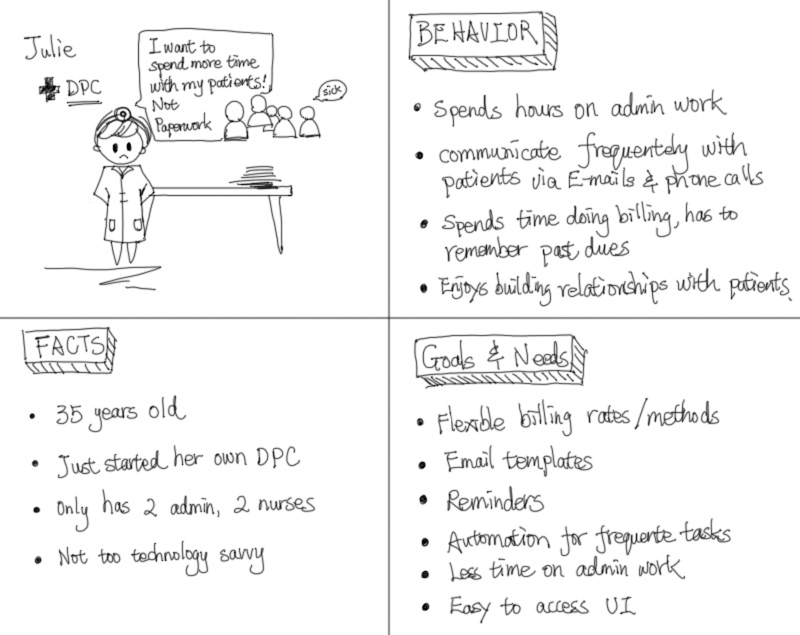 Julie
DPC
I want to
spend more time
with my patients!
Not
Paperwork
sick
BEHAVIOR
• Spends hours on admin work
• communicate frequentely with
patients via E-mails & phone calls
• Spends time doing billing, has to
remember past dues
• Enjoys building relationships with patients
FACTS
• 35 years old
• Just started her own DPC
• Only has 2 admin, 2 nurses
• Not too technology savvy
Goals & Needs
• Flexible billing rates/methods
• Email templates
• Reminders
• Automation for frequente tasks
• Less time on admin work
• Easy to access UI